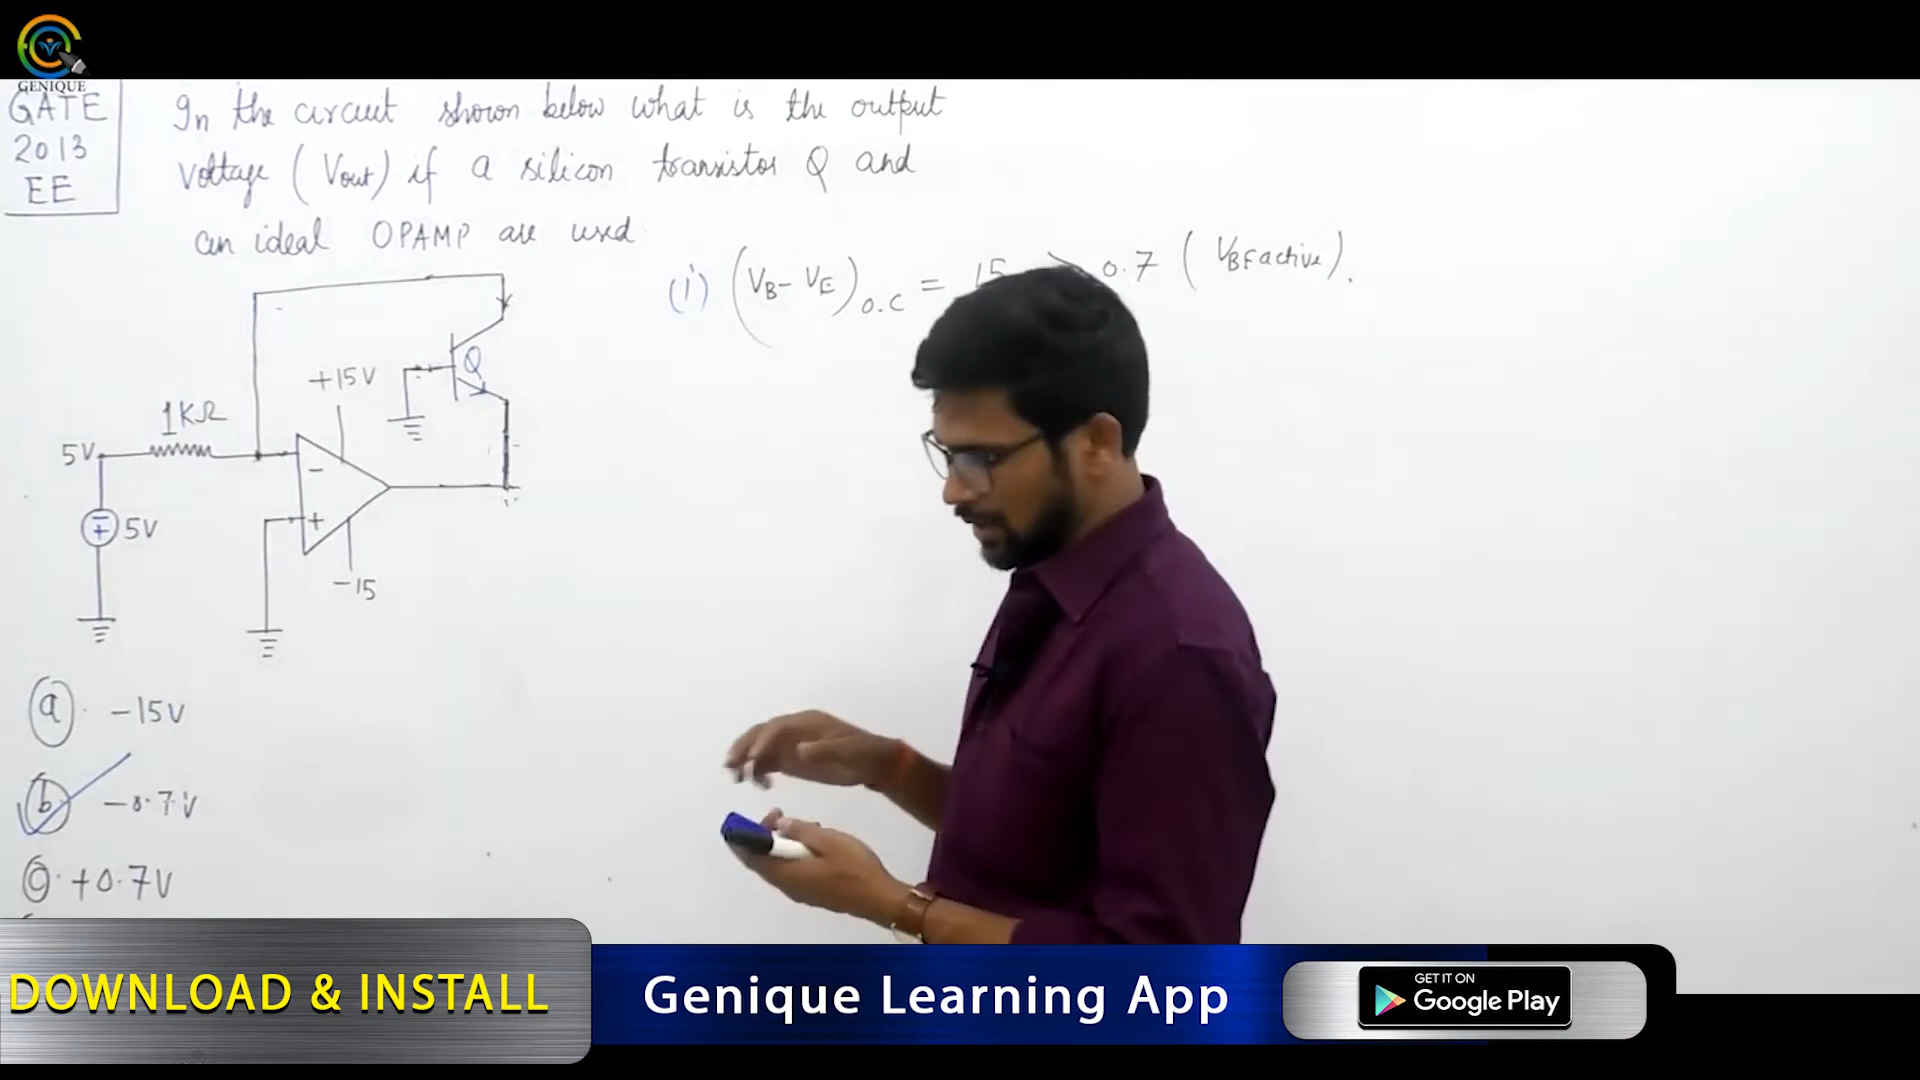 GENIQUE
GATE
2013
EE
In the circuit shown below what is the output
voltage (Vout) if a silicon transistor Q and
an ideal OPAMP are used
(i) (VB - VE)O.C = 15 > 0.7 (VBE active).
Q
+15V
1KΩ
5V
-
+
- + 5V
-15
a. -15V
b -0.7V
c. +0.7V
DOWNLOAD & INSTALL
Genique Learning App
GET IT ON
Google Play